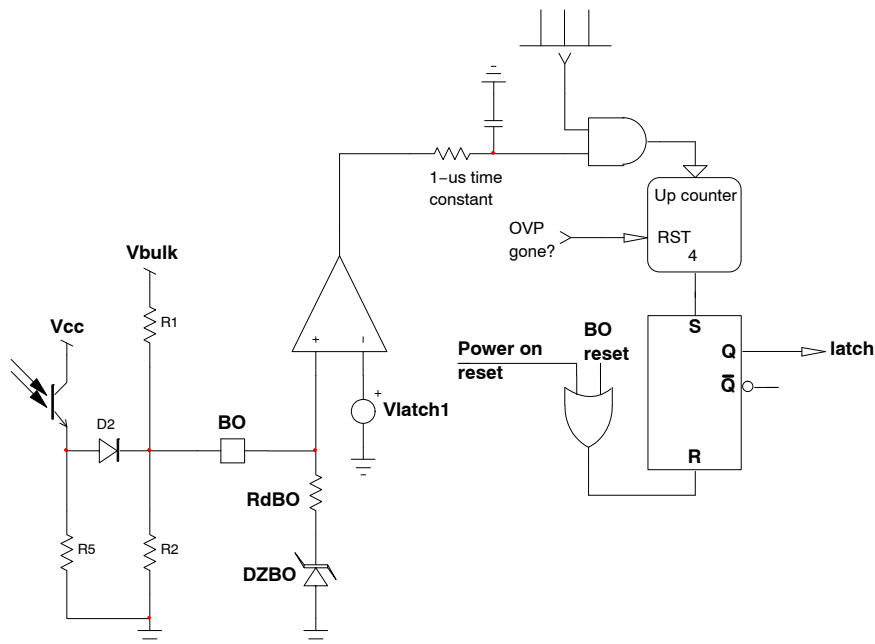 1−us time
constant
Up counter
OVP
gone?
RST
4
Vbulk
R1
Vcc
+
−
S
Power on
reset
BO
reset
Q
latch
Q̅
+
Vlatch1
D2
BO
R
RdBO
R5
R2
DZBO